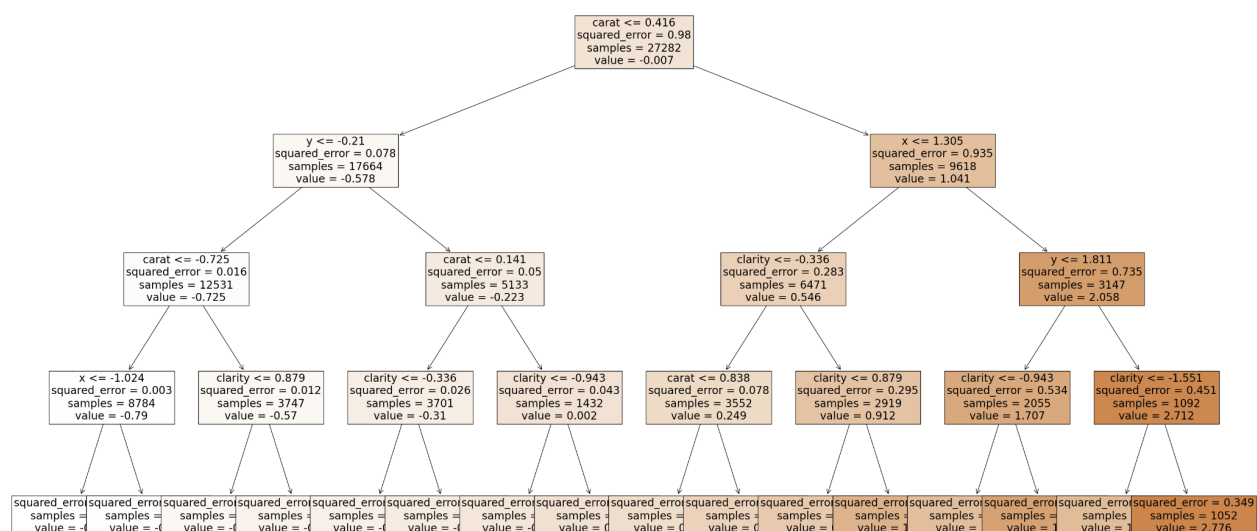 carat <= 0.416
squared_error = 0.98
samples = 27282
value = -0.007
y <= -0.21
squared_error = 0.078
samples = 17664
value = -0.578
x <= 1.305
squared_error = 0.935
samples = 9618
value = 1.041
carat <= -0.725
squared_error = 0.016
samples = 12531
value = -0.725
carat <= 0.141
squared_error = 0.05
samples = 5133
value = -0.223
clarity <= -0.336
squared_error = 0.283
samples = 6471
value = 0.546
y <= 1.811
squared_error = 0.735
samples = 3147
value = 2.058
x <= -1.024
squared_error = 0.003
samples = 8784
value = -0.79
clarity <= 0.879
squared_error = 0.012
samples = 3747
value = -0.57
clarity <= -0.336
squared_error = 0.026
samples = 3701
value = -0.31
clarity <= -0.943
squared_error = 0.043
samples = 1432
value = 0.002
carat <= 0.838
squared_error = 0.078
samples = 3552
value = 0.249
clarity <= 0.879
squared_error = 0.295
samples = 2919
value = 0.912
clarity <= -0.943
squared_error = 0.534
samples = 2055
value = 1.707
clarity <= -1.551
squared_error = 0.451
samples = 1092
value = 2.712
squared_error = 0.349
samples = 1052
value = 2.776